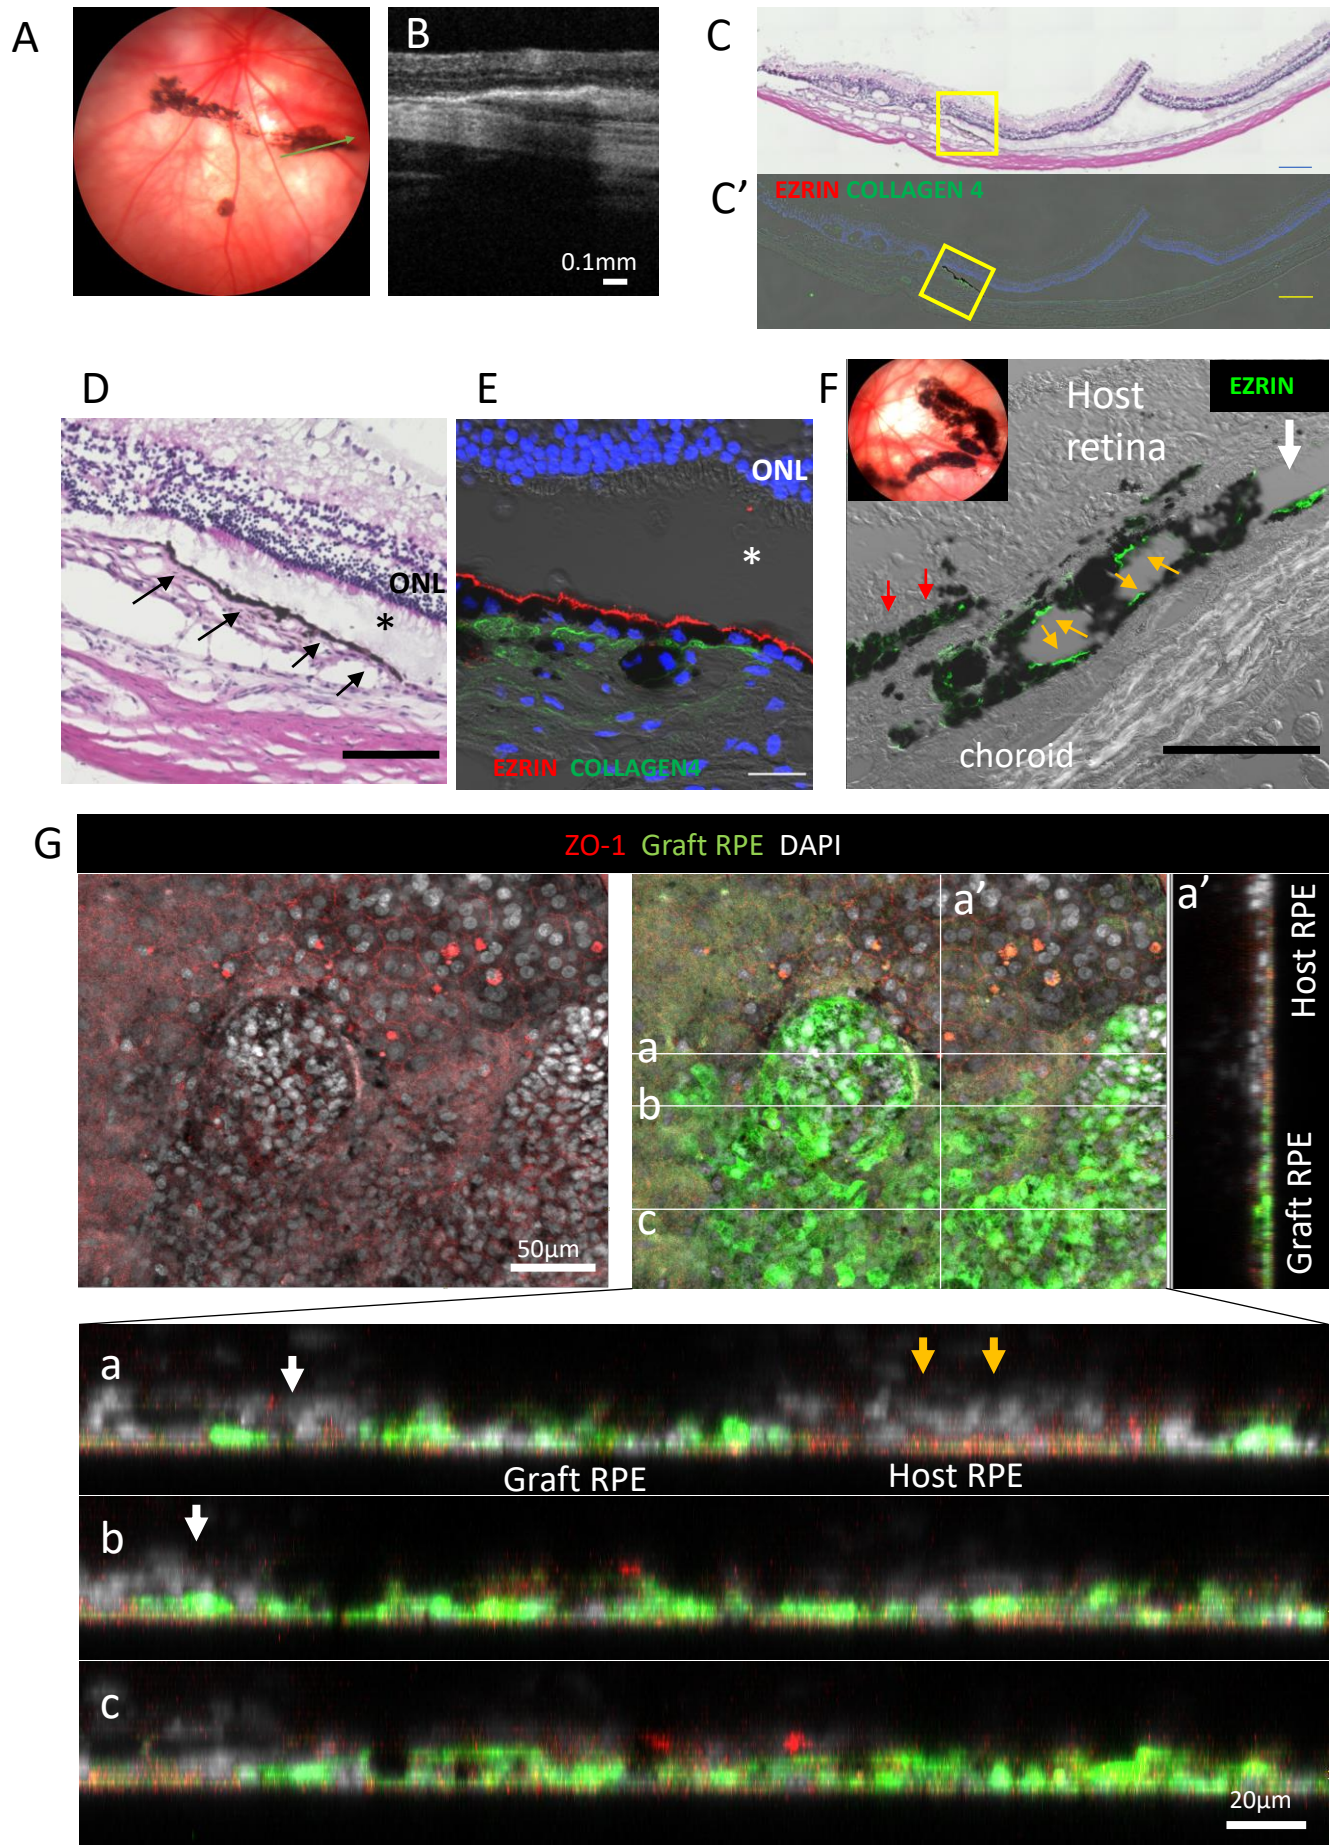 A
B
0.1mm
C
C’
EZRIN COLLAGEN 4
D
ONL
*
E
ONL
*
EZRIN COLLAGEN4
F
Host
retina
EZRIN
choroid
G
ZO-1 Graft RPE DAPI
50µm
a’
a
b
c
a’
Host RPE
Graft RPE
a
Graft RPE
Host RPE
b
c
20µm